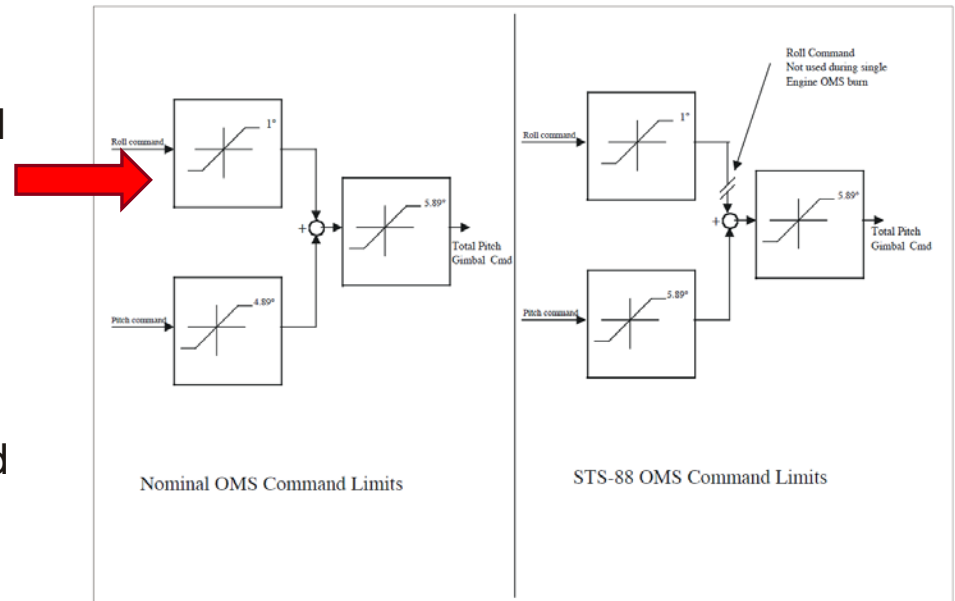 Roll command
1°
5.89°
+
Total Pitch
Gimbal Cmd
Pitch command
4.89°
Nominal OMS Command Limits
Roll Command
Not used during single
Engine OMS burn
Roll command
1°
5.89°
+
Total Pitch
Gimbal Cmd
Pitch command
5.89°
STS-88 OMS Command Limits